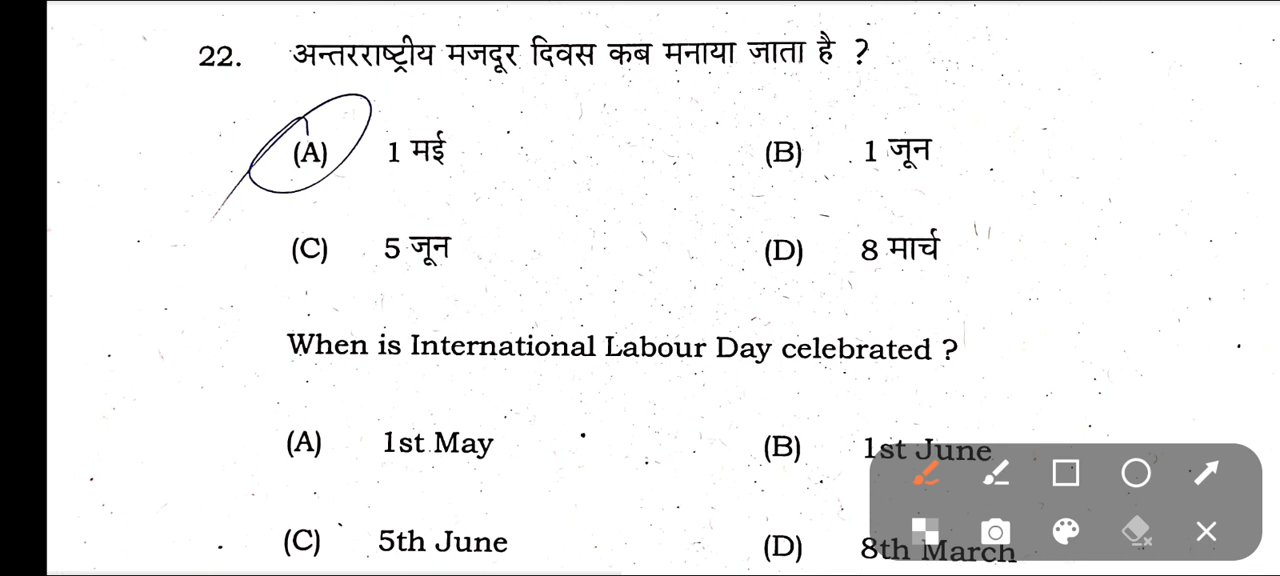 22. अन्तरराष्ट्रीय मजदूर दिवस कब मनाया जाता है ?
(A) 1 मई (B) 1 जून
(C) 5 जून (D) 8 मार्च
When is International Labour Day celebrated ?
(A) 1st May (B) 1st June
(C) 5th June (D) 8th March